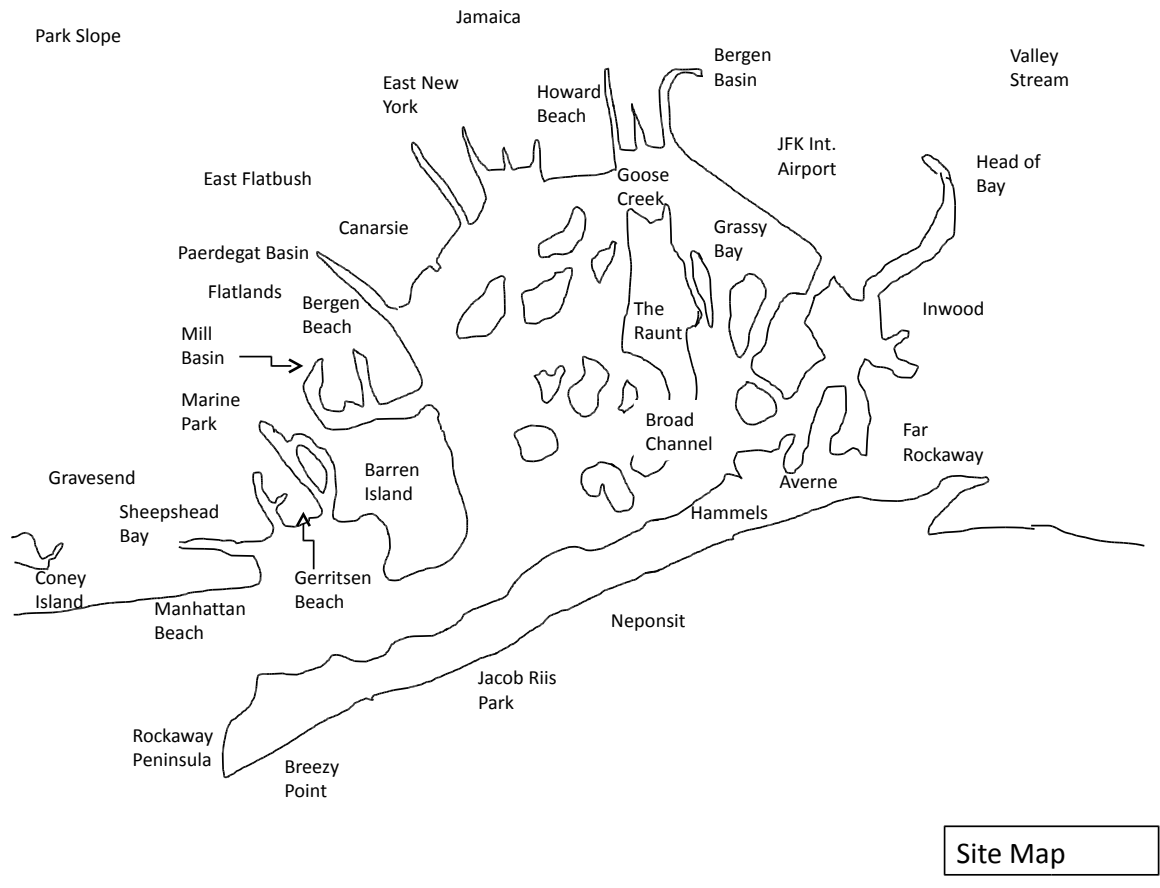 Jamaica
Park Slope
Bergen
Basin
Valley
Stream
East New
York
Howard
Beach
JFK Int.
Airport
Head of
Bay
East Flatbush
Goose
Creek
Canarsie
Grassy
Bay
Paerdegat Basin
Flatlands
Bergen
Beach
The
Raunt
Inwood
Mill
Basin
Marine
Park
Broad
Channel
Far
Rockaway
Barren
Island
Gravesend
Averne
Sheepshead
Bay
Hammels
Coney
Island
Gerritsen
Beach
Manhattan
Beach
Neponsit
Jacob Riis
Park
Rockaway
Peninsula
Breezy
Point
Site Map